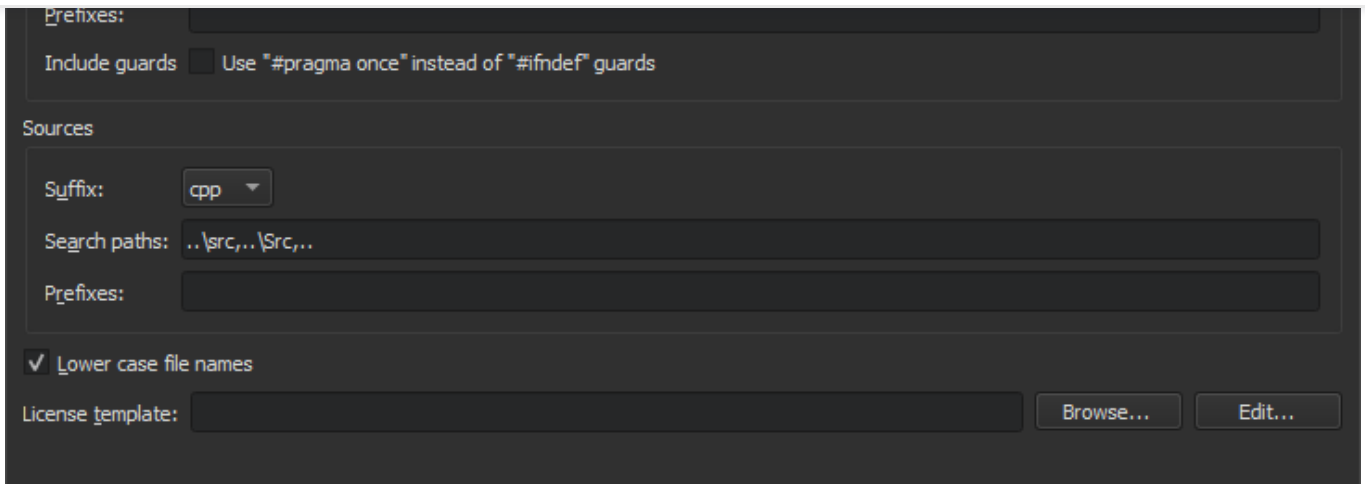 Prefixes:
Include guards Use "#pragma once" instead of "#ifndef" guards
Sources
Suffix: cpp
Search paths: ..\src,..\Src,..
Prefixes:
Lower case file names
License template: Browse... Edit...